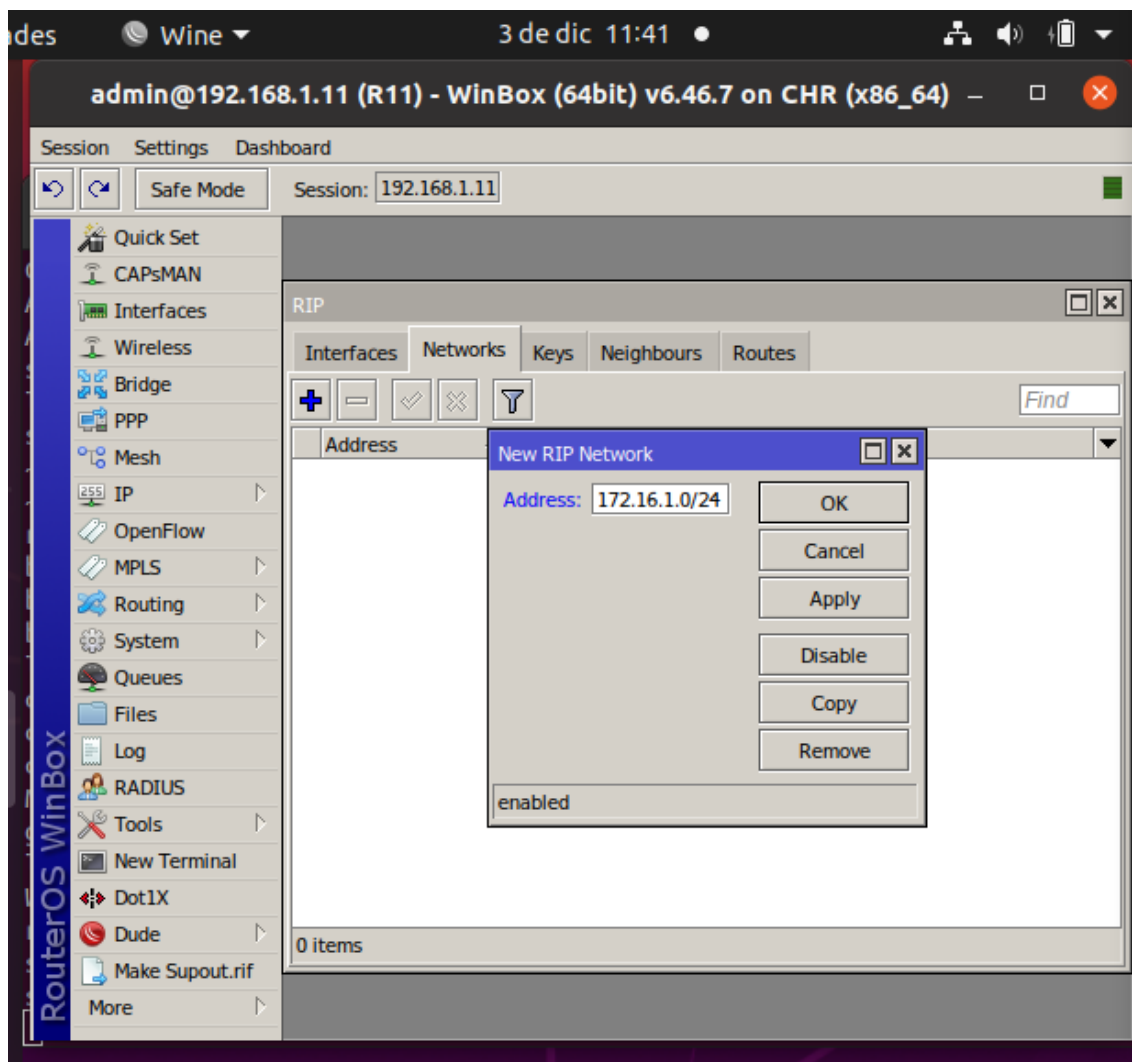 ades Wine 3 de dic 11:41
admin@192.168.1.11 (R11) - WinBox (64bit) v6.46.7 on CHR (x86_64)
Session Settings Dashboard
Safe Mode Session: 192.168.1.11
Quick Set
CAPsMAN
Interfaces
Wireless
Bridge
PPP
Mesh
255 IP
OpenFlow
MPLS
Routing
System
Queues
Files
Log
RADIUS
Tools
New Terminal
Dot1X
Dude
Make Supout.rif
More
RouterOS WinBox
RIP
Interfaces Networks Keys Neighbours Routes
Find
Address
New RIP Network
Address: 172.16.1.0/24
OK
Cancel
Apply
Disable
Copy
Remove
enabled
0 items